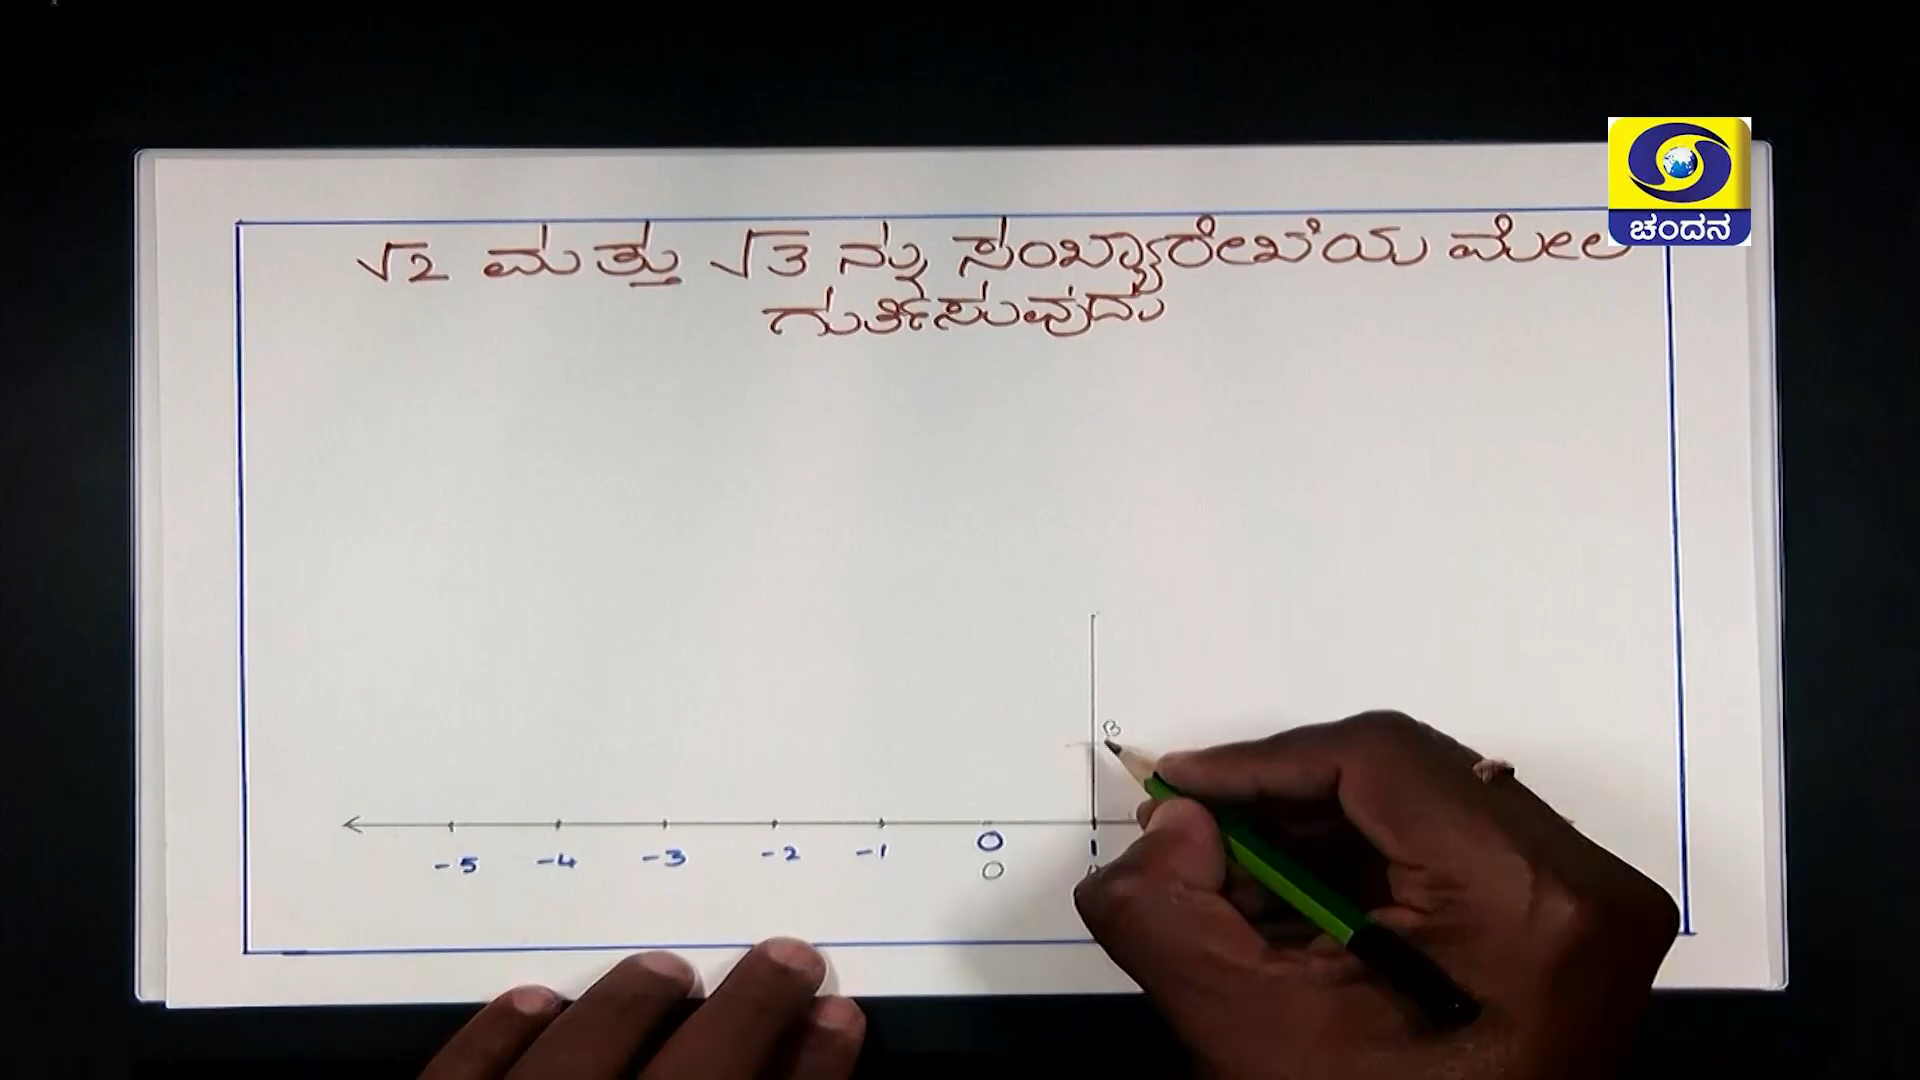 √2 ಮತ್ತು √3 ನ್ನು ಸಂಖ್ಯಾರೇಖೆಯ ಮೇಲೆ
ಗುರ್ತಿಸುವುದು
ಚಂದನ
B
-5 -4 -3 -2 -1 0 1
O